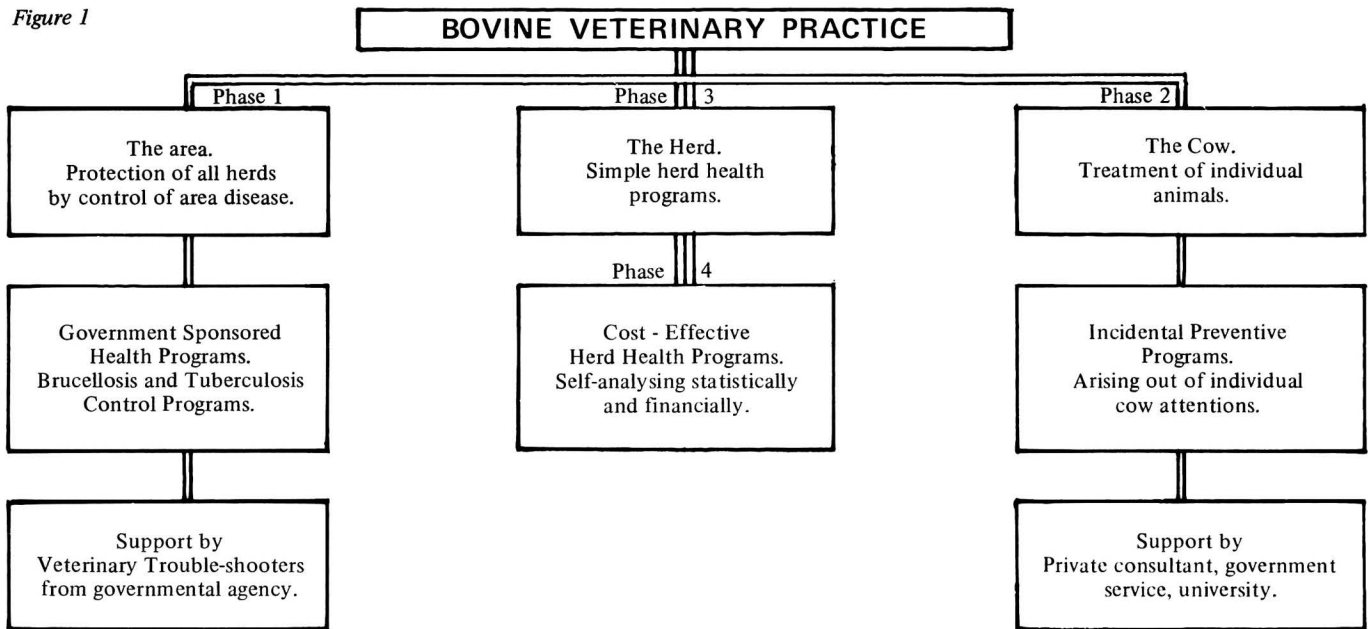 Figure 1
BOVINE VETERINARY PRACTICE
Phase 1
The area.
Protection of all herds
by control of area disease.
Government Sponsored
Health Programs.
Brucellosis and Tuberculosis
Control Programs.
Support by
Veterinary Trouble-shooters
from governmental agency.
Phase 3
The Herd.
Simple herd health
programs.
Phase 4
Cost - Effective
Herd Health Programs.
Self-analysing statistically
and financially.
Phase 2
The Cow.
Treatment of individual
animals.
Incidental Preventive
Programs.
Arising out of individual
cow attentions.
Support by
Private consultant, government
service, university.